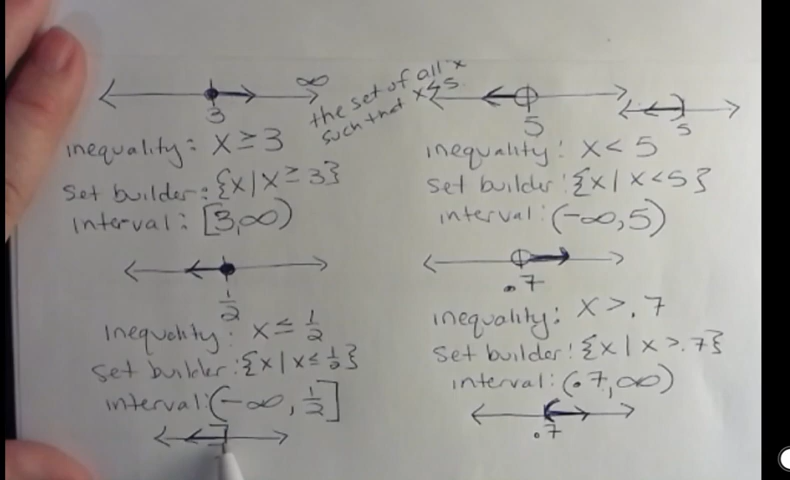 ∞
3
inequality: x ≥ 3
set builder: {x|x ≥ 3}
interval: [3,∞)
the set of all x
such that x<5
5
5
inequality: x < 5
set builder: {x|x<5}
interval: (-∞,5)
1/2
inequality: x ≤ 1/2
set builder: {x|x ≤ 1/2}
interval: (-∞, 1/2]
.7
inequality: x > .7
set builder: {x|x > .7}
interval: (.7,∞)
.7